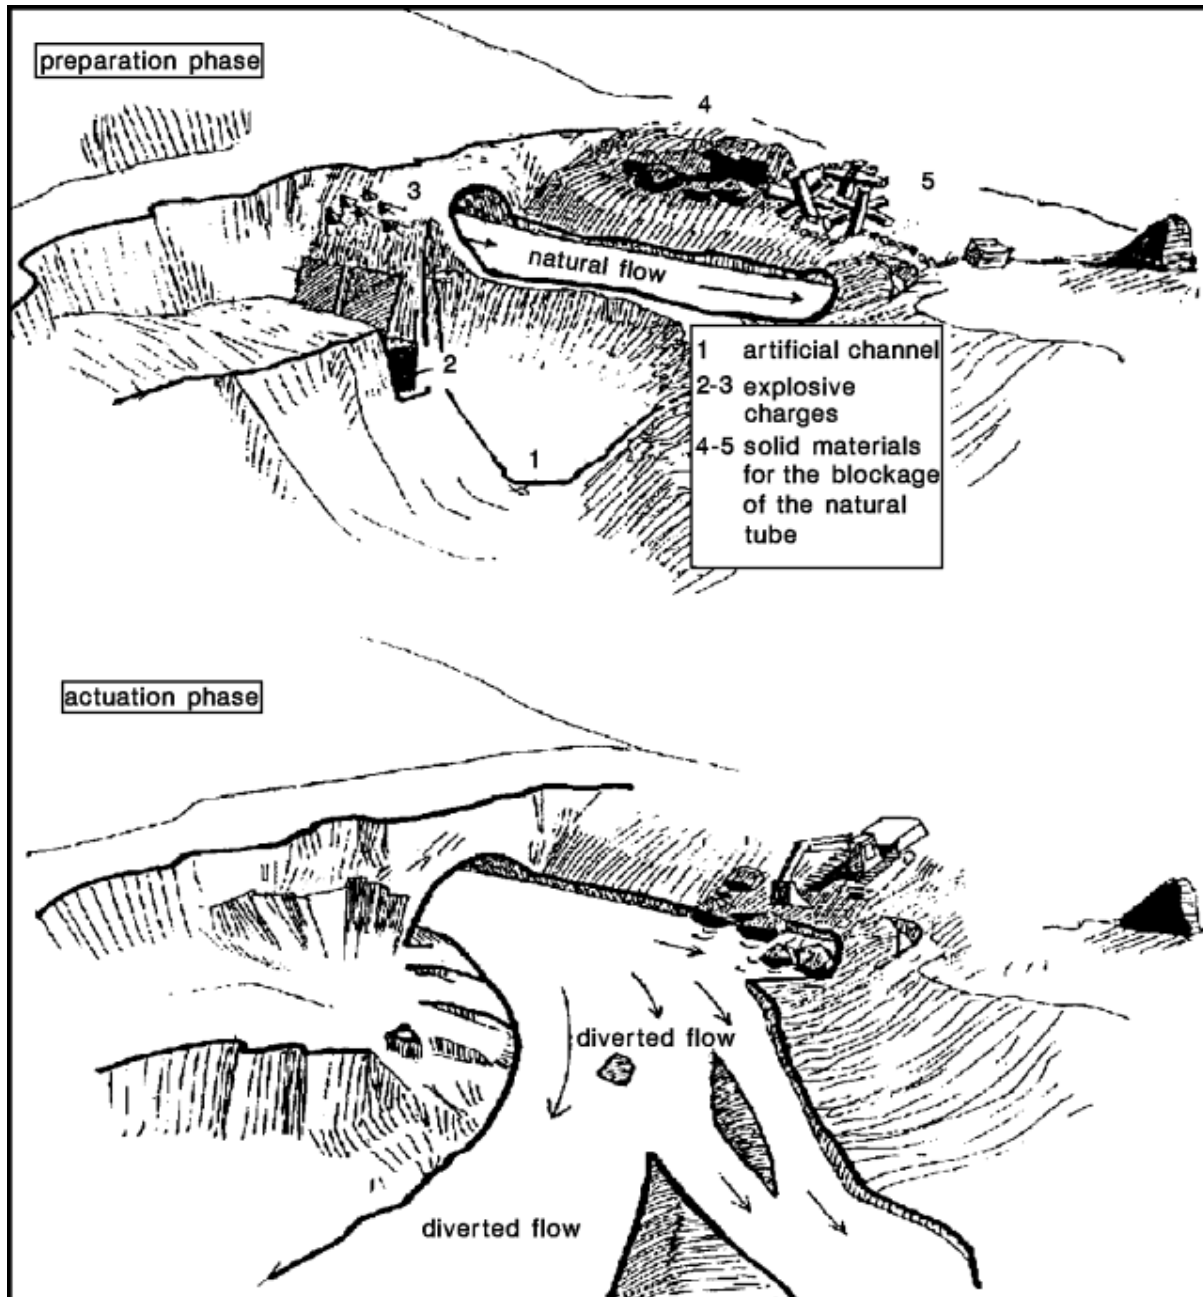 preparation phase
4
5
3
natural flow
2
1
1 artificial channel
2-3 explosive
charges
4-5 solid materials
for the blockage
of the natural
tube
actuation phase
diverted flow
diverted flow